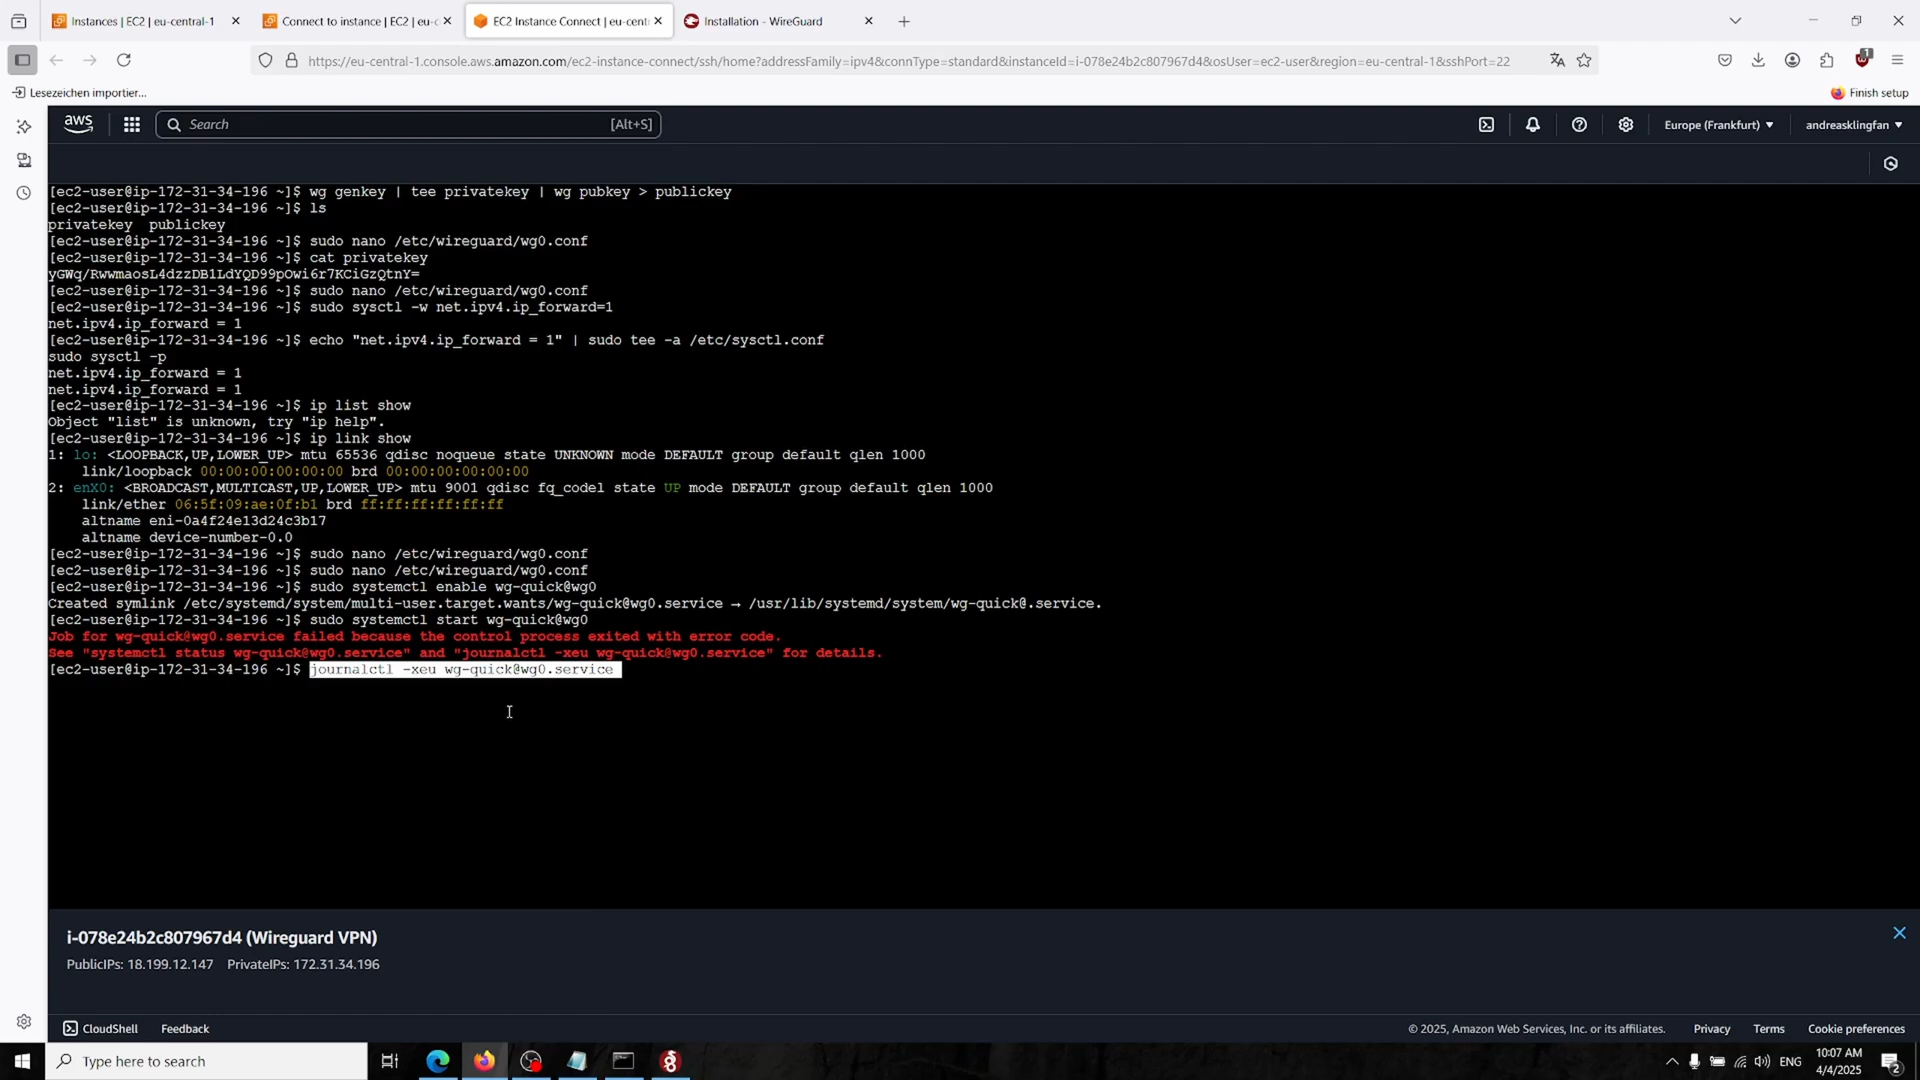 Instances | EC2 | eu-central-1
Connect to instance | EC2 | eu-c
EC2 Instance Connect | eu-cent
Installation - WireGuard
https://eu-central-1.console.aws.amazon.com/ec2-instance-connect/ssh/home?addressFamily=ipv4&connType=standard&instanceId=i-078e24b2c807967d4&osUser=ec2-user&region=eu-central-1&sshPort=22
1
Lesezeichen importier...
Finish setup
aws
Search
[Alt+S]
Europe (Frankfurt)
andreasklingfan
[ec2-user@ip-172-31-34-196 ~]$ wg genkey | tee privatekey | wg pubkey > publickey
[ec2-user@ip-172-31-34-196 ~]$ ls
privatekey  publickey
[ec2-user@ip-172-31-34-196 ~]$ sudo nano /etc/wireguard/wg0.conf
[ec2-user@ip-172-31-34-196 ~]$ cat privatekey
yGWq/RwwmaosL4dzzDB1LdYQD99pOwi6r7KCiGzQtnY=
[ec2-user@ip-172-31-34-196 ~]$ sudo nano /etc/wireguard/wg0.conf
[ec2-user@ip-172-31-34-196 ~]$ sudo sysctl -w net.ipv4.ip_forward=1
net.ipv4.ip_forward = 1
[ec2-user@ip-172-31-34-196 ~]$ echo "net.ipv4.ip_forward = 1" | sudo tee -a /etc/sysctl.conf
sudo sysctl -p
net.ipv4.ip_forward = 1
net.ipv4.ip_forward = 1
[ec2-user@ip-172-31-34-196 ~]$ ip list show
Object "list" is unknown, try "ip help".
[ec2-user@ip-172-31-34-196 ~]$ ip link show
1: lo: <LOOPBACK,UP,LOWER_UP> mtu 65536 qdisc noqueue state UNKNOWN mode DEFAULT group default qlen 1000
link/loopback 00:00:00:00:00:00 brd 00:00:00:00:00:00
2: enX0: <BROADCAST,MULTICAST,UP,LOWER_UP> mtu 9001 qdisc fq_codel state UP mode DEFAULT group default qlen 1000
link/ether 06:5f:09:ae:0f:b1 brd ff:ff:ff:ff:ff:ff
altname eni-0a4f24e13d24c3b17
altname device-number-0.0
[ec2-user@ip-172-31-34-196 ~]$ sudo nano /etc/wireguard/wg0.conf
[ec2-user@ip-172-31-34-196 ~]$ sudo nano /etc/wireguard/wg0.conf
[ec2-user@ip-172-31-34-196 ~]$ sudo systemctl enable wg-quick@wg0
Created symlink /etc/systemd/system/multi-user.target.wants/wg-quick@wg0.service → /usr/lib/systemd/system/wg-quick@.service.
[ec2-user@ip-172-31-34-196 ~]$ sudo systemctl start wg-quick@wg0
Job for wg-quick@wg0.service failed because the control process exited with error code.
See "systemctl status wg-quick@wg0.service" and "journalctl -xeu wg-quick@wg0.service" for details.
[ec2-user@ip-172-31-34-196 ~]$ journalctl -xeu wg-quick@wg0.service
i-078e24b2c807967d4 (Wireguard VPN)
PublicIPs: 18.199.12.147 PrivateIPs: 172.31.34.196
CloudShell
Feedback
© 2025, Amazon Web Services, Inc. or its affiliates.
Privacy
Terms
Cookie preferences
Type here to search
ENG
10:07 AM
4/4/2025
2